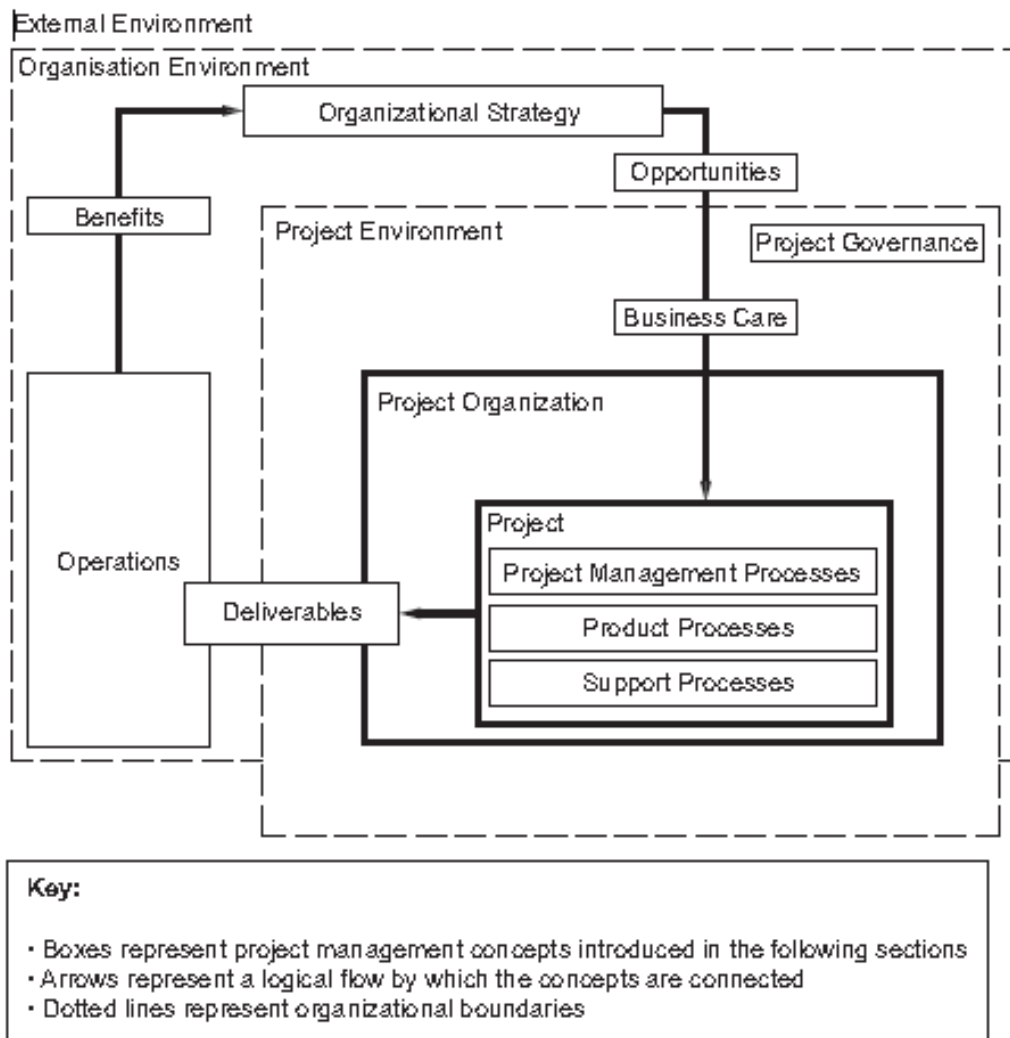 External Environment
Organisation Environment
Organizational Strategy
Opportunities
Benefits
Project Environment
Project Governance
Business Care
Project Organization
Project
Operations
Project Management Processes
Deliverables
Product Processes
Support Processes
Key:
· Boxes represent project management concepts introduced in the following sections
· Arrows represent a logical flow by which the concepts are connected
· Dotted lines represent organizational boundaries